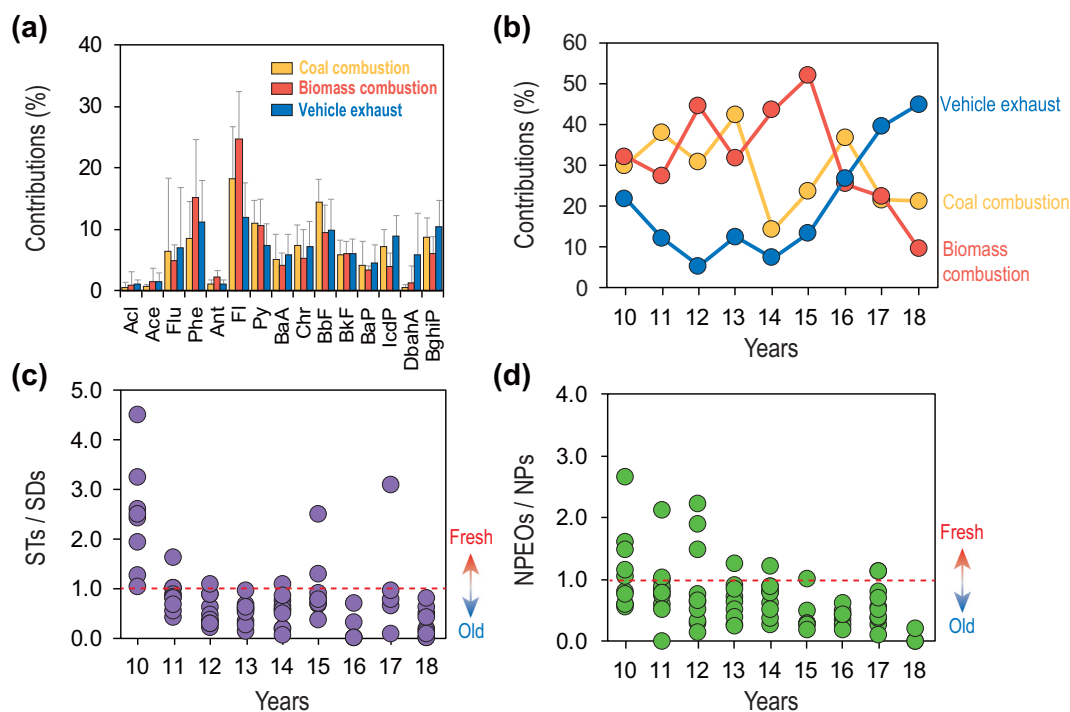 (a)
Contributions (%)
40
30
20
10
0
Coal combustion
Biomass combustion
Vehicle exhaust
Acl
Ace
Flu
Phe
Ant
Fl
Py
BaA
Chr
BbF
BkF
BaP
IcdP
DbahA
BghiP
(b)
Contributions (%)
60
50
40
30
20
10
0
Vehicle exhaust
Coal combustion
Biomass
combustion
10 11 12 13 14 15 16 17 18
Years
(c)
STs / SDs
5.0
4.0
3.0
2.0
1.0
0.0
Fresh
Old
10 11 12 13 14 15 16 17 18
Years
(d)
NPEOs / NPs
4.0
3.0
2.0
1.0
0.0
Fresh
Old
10 11 12 13 14 15 16 17 18
Years